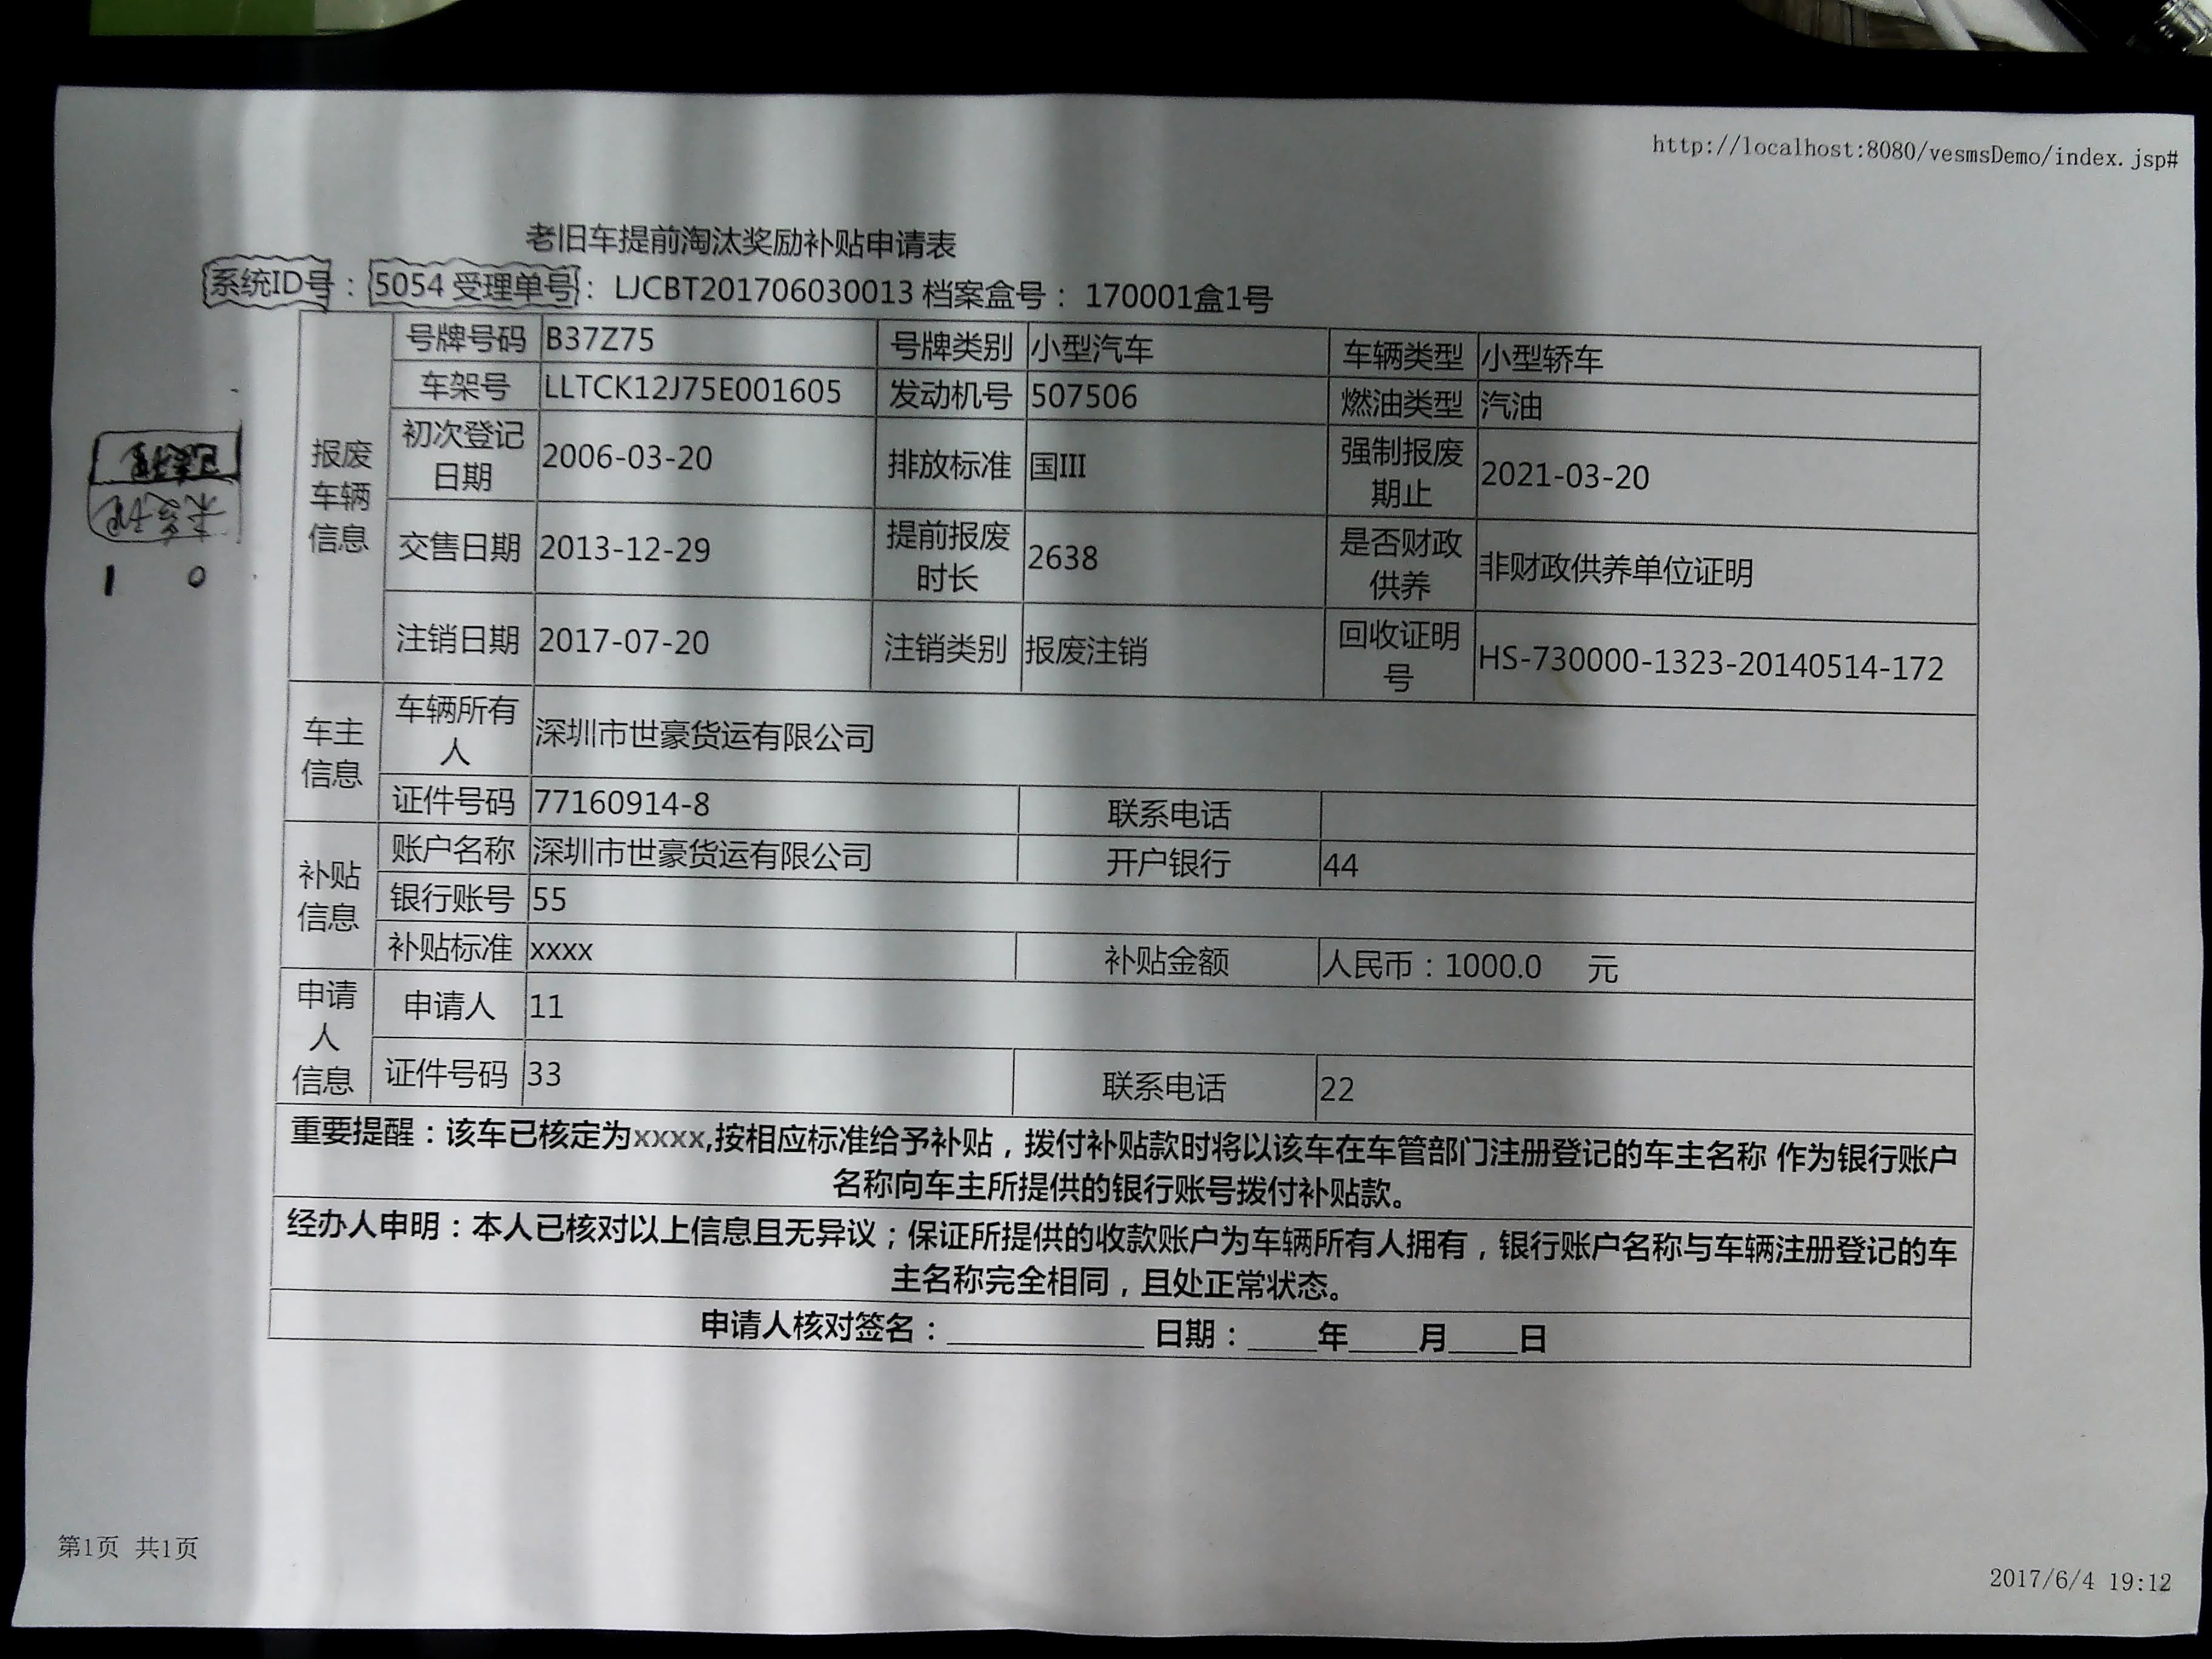 http://localhost:8080/vesmsDemo/index.jsp#
老旧车提前淘汰奖励补贴申请表
系统ID号：5054 受理单号：LJCBT201706030013 档案盒号：170001盒1号
报废车辆信息
号牌号码 B37Z75 号牌类别 小型汽车 车辆类型 小型轿车
车架号 LLTCK12J75E001605 发动机号 507506 燃油类型 汽油
初次登记日期 2006-03-20 排放标准 国III 强制报废期止 2021-03-20
交售日期 2013-12-29 提前报废时长 2638 是否财政供养 非财政供养单位证明
注销日期 2017-07-20 注销类别 报废注销 回收证明号 HS-730000-1323-20140514-172
车主信息
车辆所有人 深圳市世豪货运有限公司
证件号码 77160914-8 联系电话
补贴信息
账户名称 深圳市世豪货运有限公司 开户银行 44
银行账号 55
补贴标准 xxxx 补贴金额 人民币：1000.0 元
申请人信息
申请人 11
证件号码 33 联系电话 22
重要提醒：该车已核定为xxxx,按相应标准给予补贴，拨付补贴款时将以该车在车管部门注册登记的车主名称 作为银行账户
名称向车主所提供的银行账号拨付补贴款。
经办人申明：本人已核对以上信息且无异议；保证所提供的收款账户为车辆所有人拥有，银行账户名称与车辆注册登记的车
主名称完全相同，且处正常状态。
申请人核对签名：____________ 日期：____年____月____日
1 0
第1页 共1页
2017/6/4 19:12